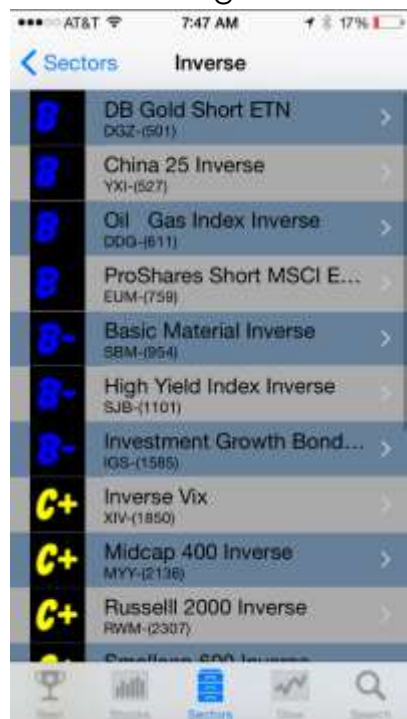 AT&T 7:47 AM 17%
Sectors Inverse
B DB Gold Short ETN
DGZ-(501)
B China 25 Inverse
YXI-(527)
B Oil Gas Index Inverse
DDG-(611)
B ProShares Short MSCI E...
EUM-(759)
B- Basic Material Inverse
SBM-(954)
B- High Yield Index Inverse
SJB-(1101)
B- Investment Growth Bond...
IGS-(1585)
C+ Inverse Vix
XIV-(1850)
C+ Midcap 400 Inverse
MYY-(2136)
C+ Russelll 2000 Inverse
RWM-(2307)
Stocks Sectors Search